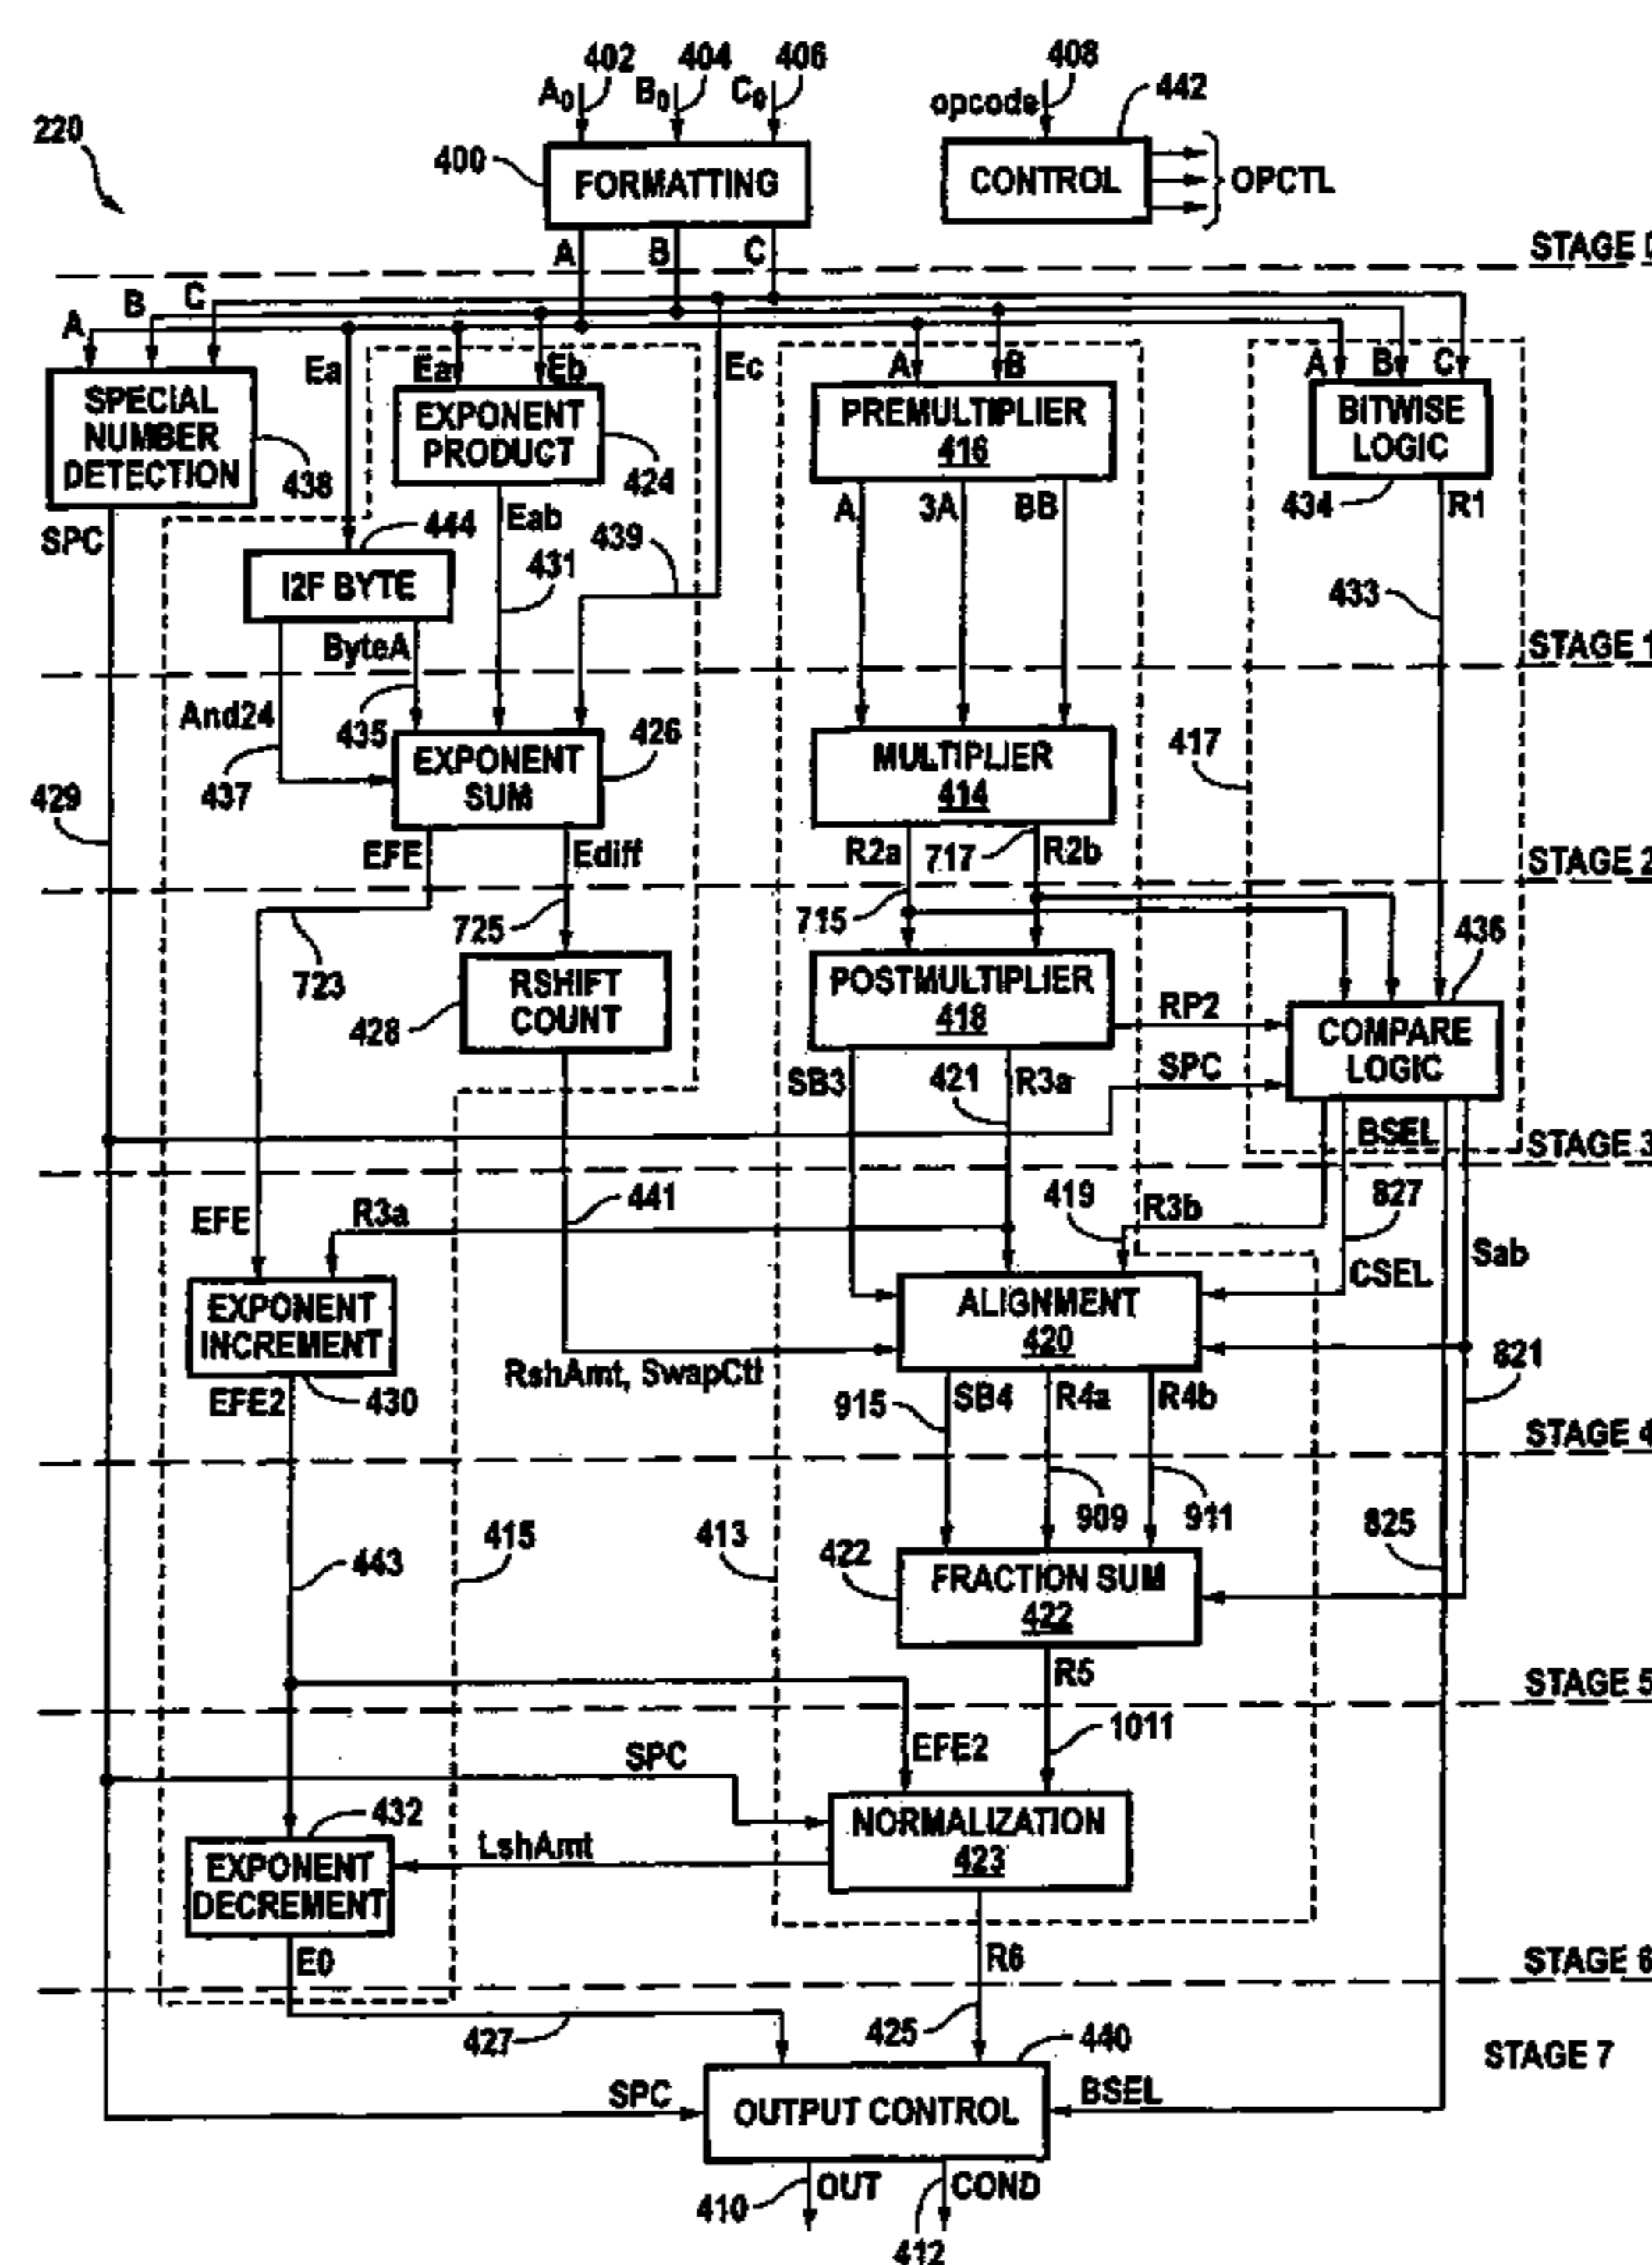 402 404 406 408
A0 B0 C0 opcode 442
220
400 FORMATTING CONTROL OPCTL
A B C
STAGE
A B C
Ea Ea Eb Ec A B A B C
SPECIAL NUMBER DETECTION
438
EXPONENT PRODUCT
424
PREMULTIPLIER
416
BITWISE LOGIC
434
SPC 444 Eab 439 A 3A BB R1
I2F BYTE 431 433
ByteA
STAGE 1
And24 435
437
EXPONENT SUM
426
MULTIPLIER
414
417
429
EFE Ediff R2a 717 R2b
STAGE 2
723 725 715 436
RSHIFT COUNT
428
POSTMULTIPLIER
418
RP2
COMPARE LOGIC
SB3 421 R3a SPC
BSEL
STAGE 3
EFE R3a 441 419 R3b 827
CSEL Sab
EXPONENT INCREMENT
ALIGNMENT
420
RshAmt, SwapCtl
821
EFE2 430 915 SB4 R4a R4b
STAGE 4
443 415 413 909 911 825
422 FRACTION SUM
422
R5
STAGE 5
SPC EFE2 1011
432
EXPONENT DECREMENT
LshAmt
NORMALIZATION
423
E0 R6
STAGE 6
427 425 440
STAGE 7
SPC OUTPUT CONTROL BSEL
410 OUT COND
412